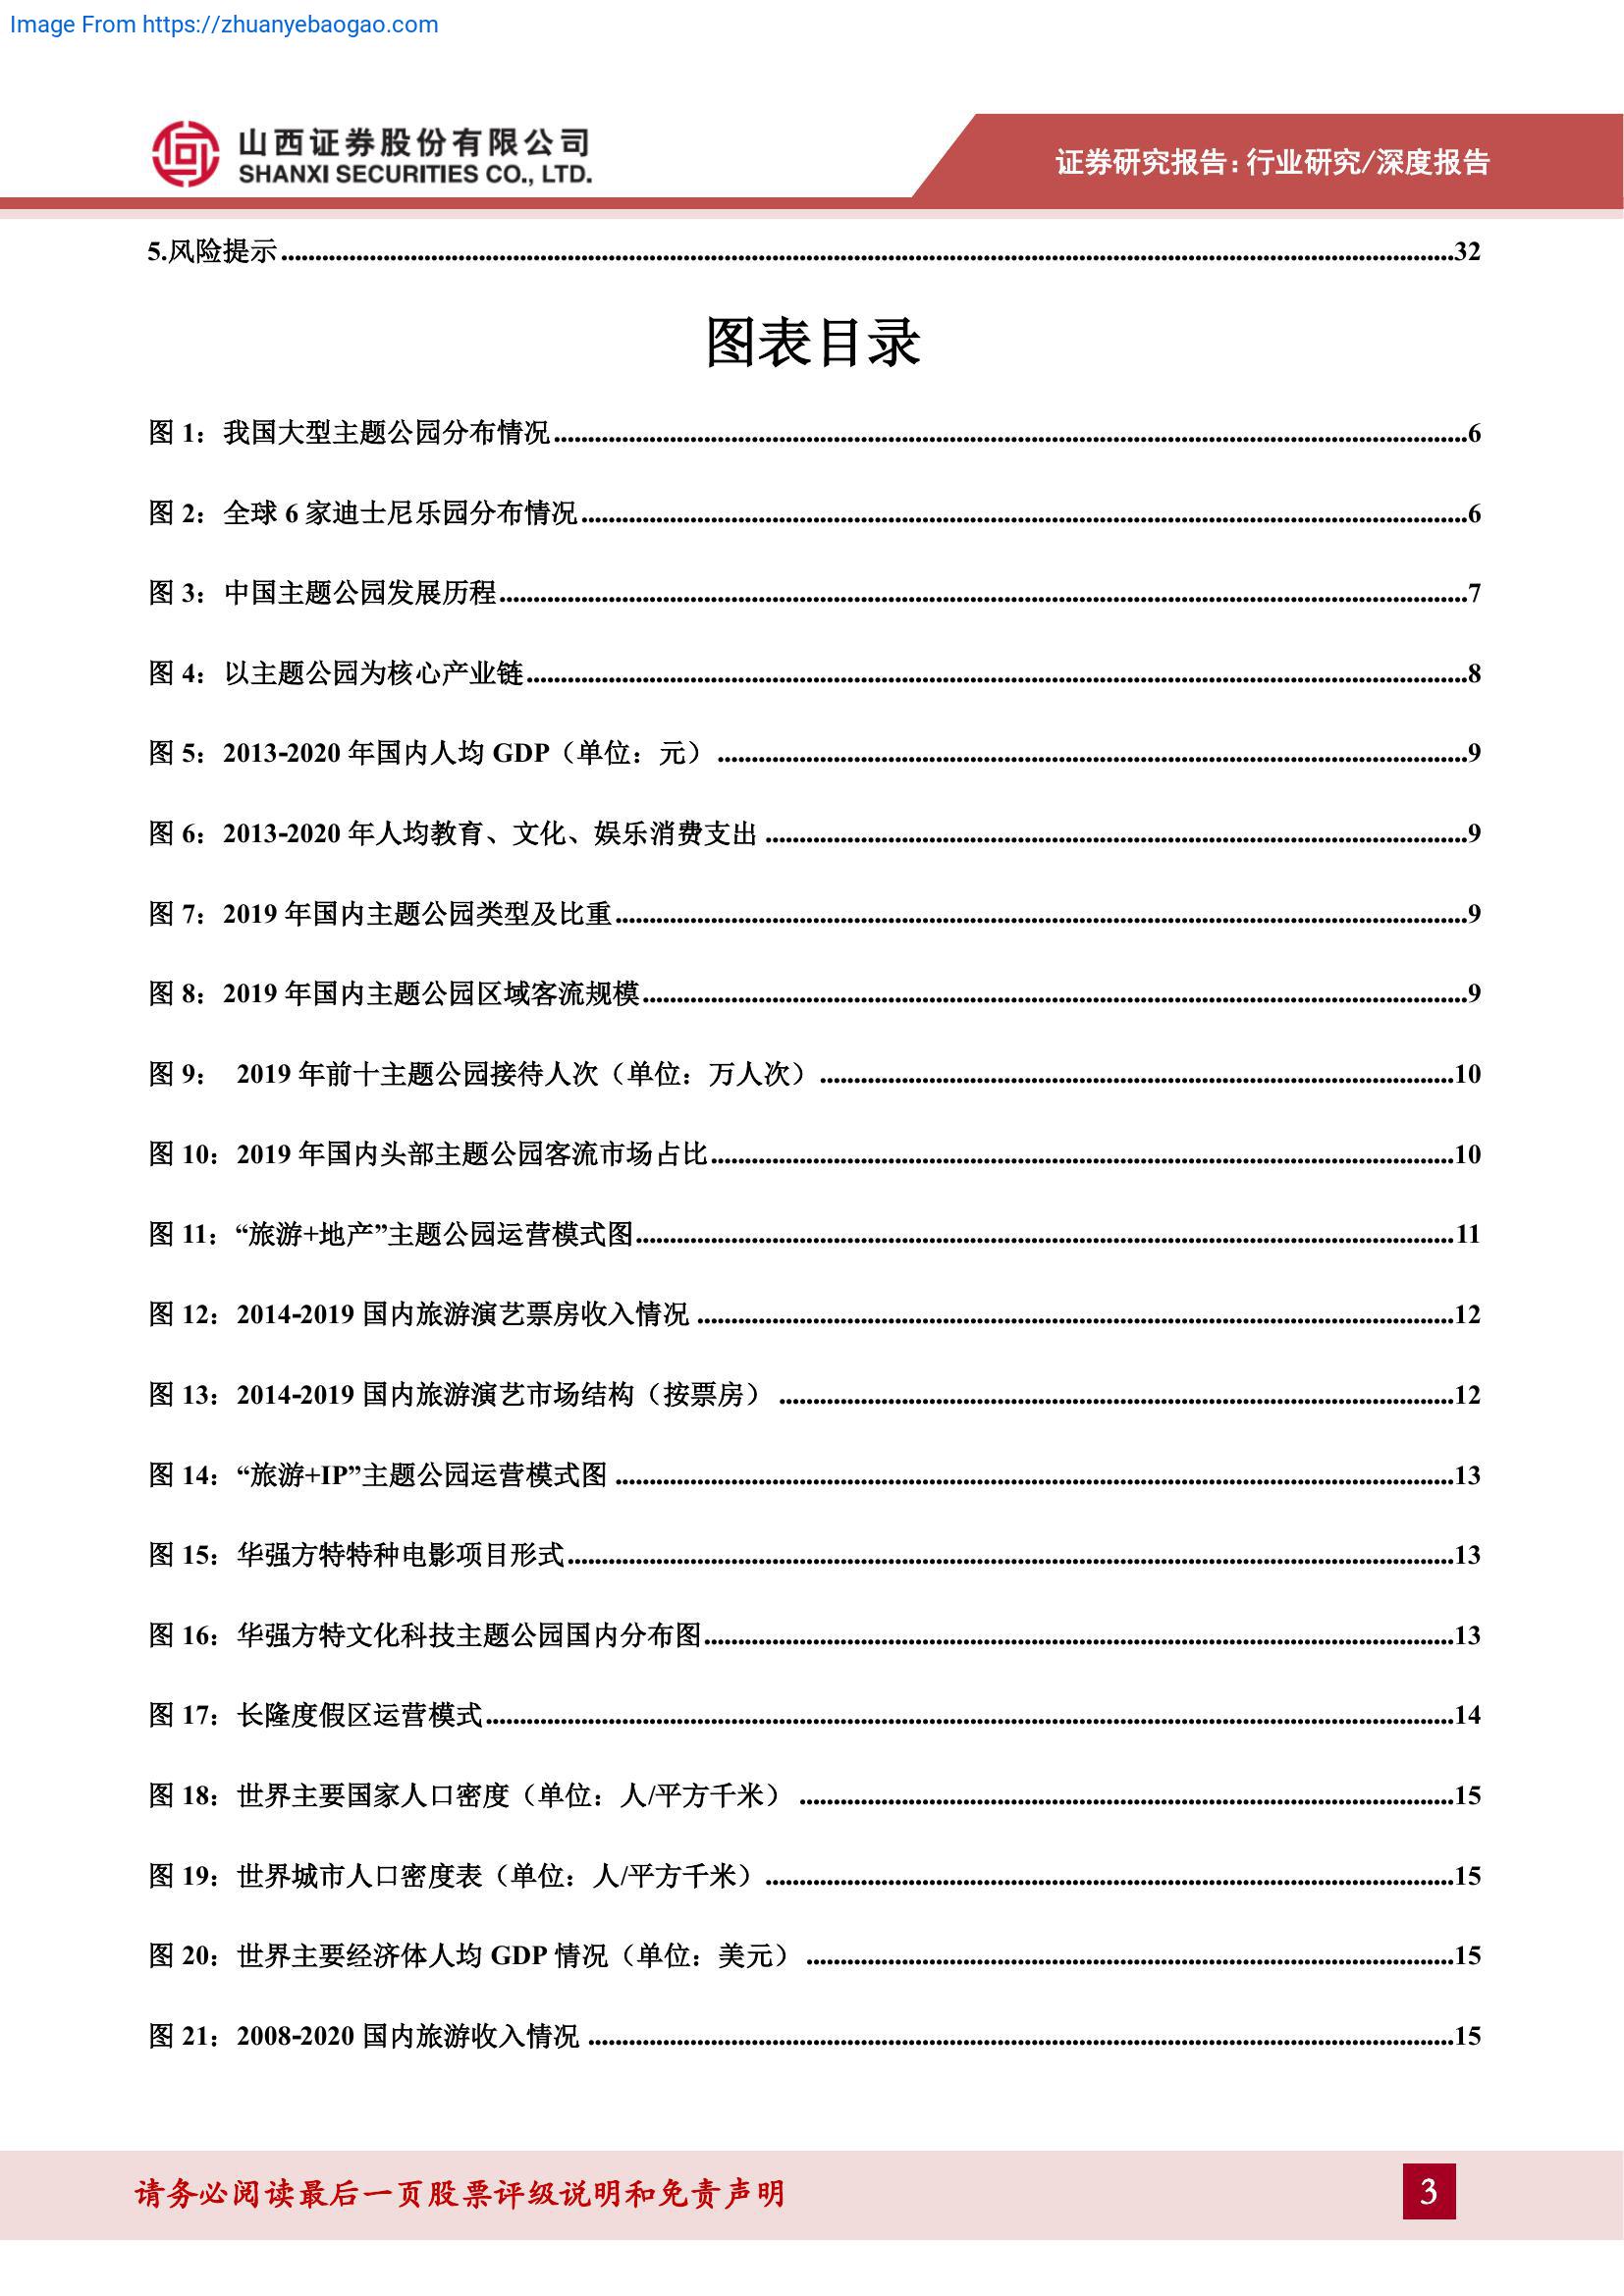 Image From https://zhuanyebaogao.com
山西证券股份有限公司
SHANXI SECURITIES CO., LTD.
证券研究报告：行业研究/深度报告
5.风险提示 32
图表目录
图 1：我国大型主题公园分布情况 6
图 2：全球 6 家迪士尼乐园分布情况 6
图 3：中国主题公园发展历程 7
图 4：以主题公园为核心产业链 8
图 5：2013-2020 年国内人均 GDP（单位：元） 9
图 6：2013-2020 年人均教育、文化、娱乐消费支出 9
图 7：2019 年国内主题公园类型及比重 9
图 8：2019 年国内主题公园区域客流规模 9
图 9： 2019 年前十主题公园接待人次（单位：万人次） 10
图 10：2019 年国内头部主题公园客流市场占比 10
图 11：“旅游+地产”主题公园运营模式图 11
图 12：2014-2019 国内旅游演艺票房收入情况 12
图 13：2014-2019 国内旅游演艺市场结构（按票房） 12
图 14：“旅游+IP”主题公园运营模式图 13
图 15：华强方特特种电影项目形式 13
图 16：华强方特文化科技主题公园国内分布图 13
图 17：长隆度假区运营模式 14
图 18：世界主要国家人口密度（单位：人/平方千米） 15
图 19：世界城市人口密度表（单位：人/平方千米） 15
图 20：世界主要经济体人均 GDP 情况（单位：美元） 15
图 21：2008-2020 国内旅游收入情况 15
请务必阅读最后一页股票评级说明和免责声明
3